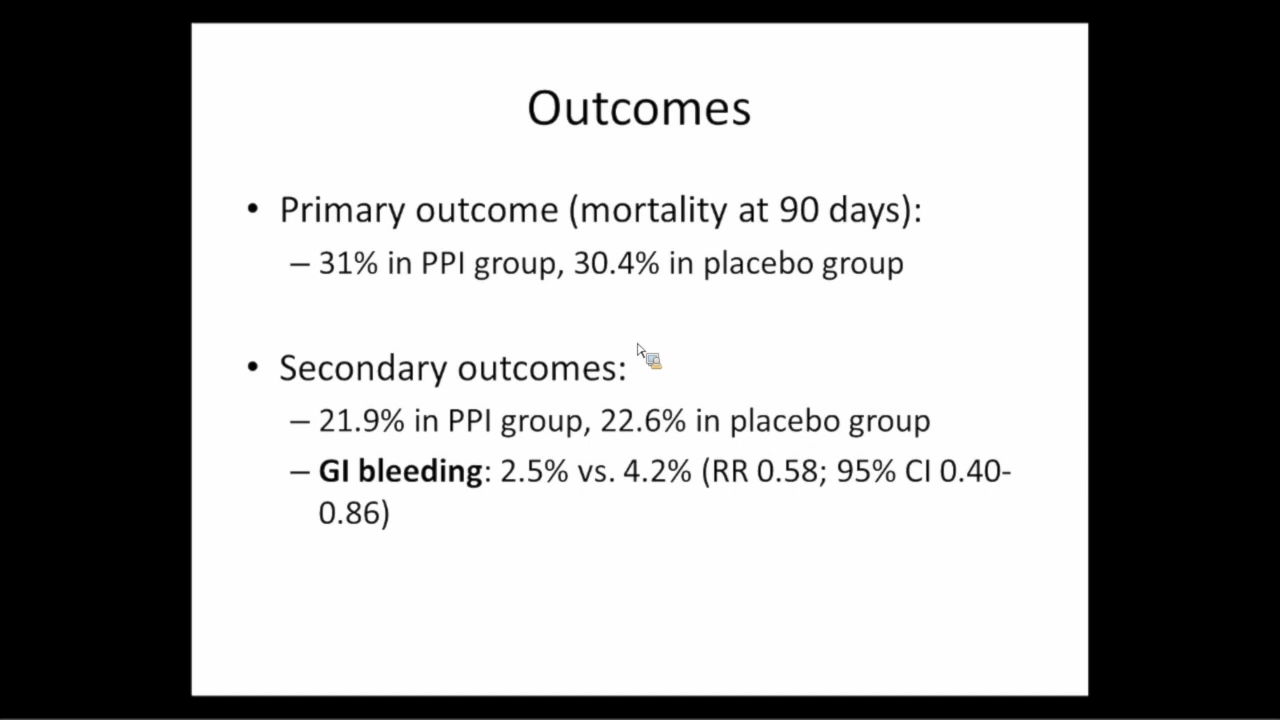 Outcomes
• Primary outcome (mortality at 90 days):
– 31% in PPI group, 30.4% in placebo group
• Secondary outcomes:
– 21.9% in PPI group, 22.6% in placebo group
– GI bleeding: 2.5% vs. 4.2% (RR 0.58; 95% CI 0.40-
0.86)